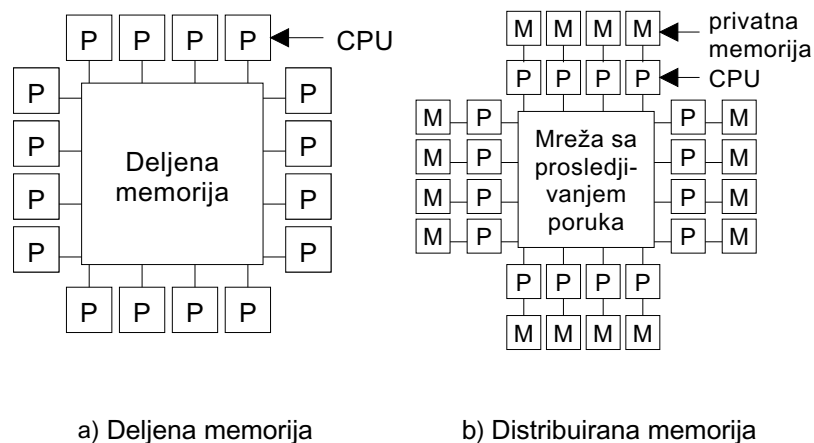 P P P P CPU
P P
P P
P P
P P
P P P P
Deljena
memorija
M M M M privatna
memorija
P P P P CPU
M P P M
M P P M
M P P M
M P P M
Mreža sa
prosledji-
vanjem
poruka
P P P P
M M M M
a) Deljena memorija
b) Distribuirana memorija